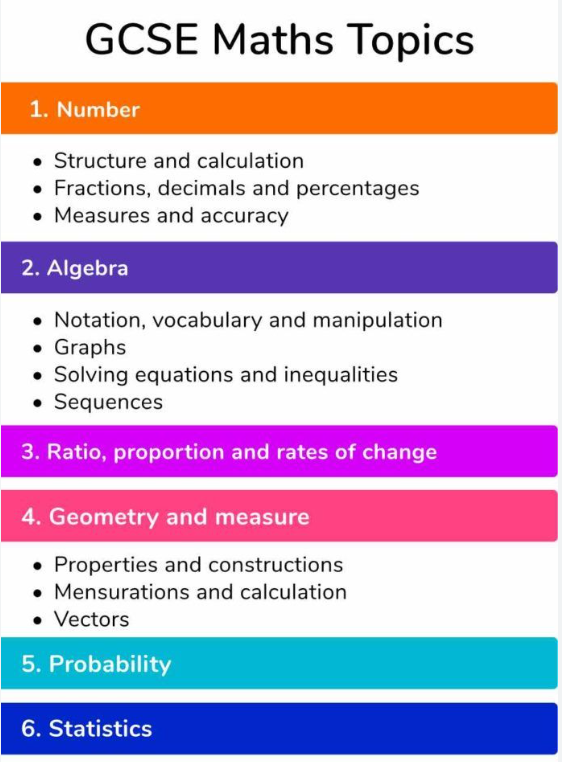 GCSE Maths Topics
1. Number
• Structure and calculation
• Fractions, decimals and percentages
• Measures and accuracy
2. Algebra
• Notation, vocabulary and manipulation
• Graphs
• Solving equations and inequalities
• Sequences
3. Ratio, proportion and rates of change
4. Geometry and measure
• Properties and constructions
• Mensurations and calculation
• Vectors
5. Probability
6. Statistics